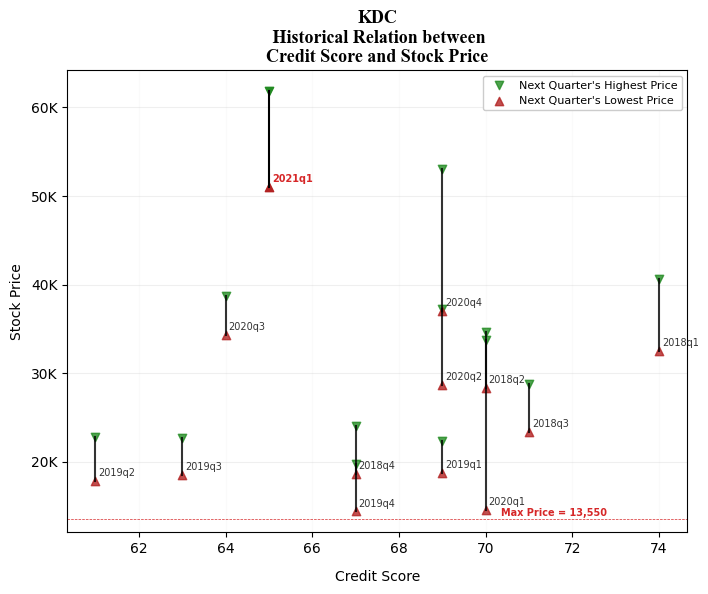 KDC
Historical Relation between
Credit Score and Stock Price
Next Quarter's Highest Price
Next Quarter's Lowest Price
60K
50K
40K
30K
20K
Stock Price
2021q1
2020q4
2020q3
2018q1
2020q2
2018q2
2018q3
2019q2
2019q3
2018q4
2019q1
2019q4
2020q1
Max Price = 13,550
62
64
66
68
70
72
74
Credit Score